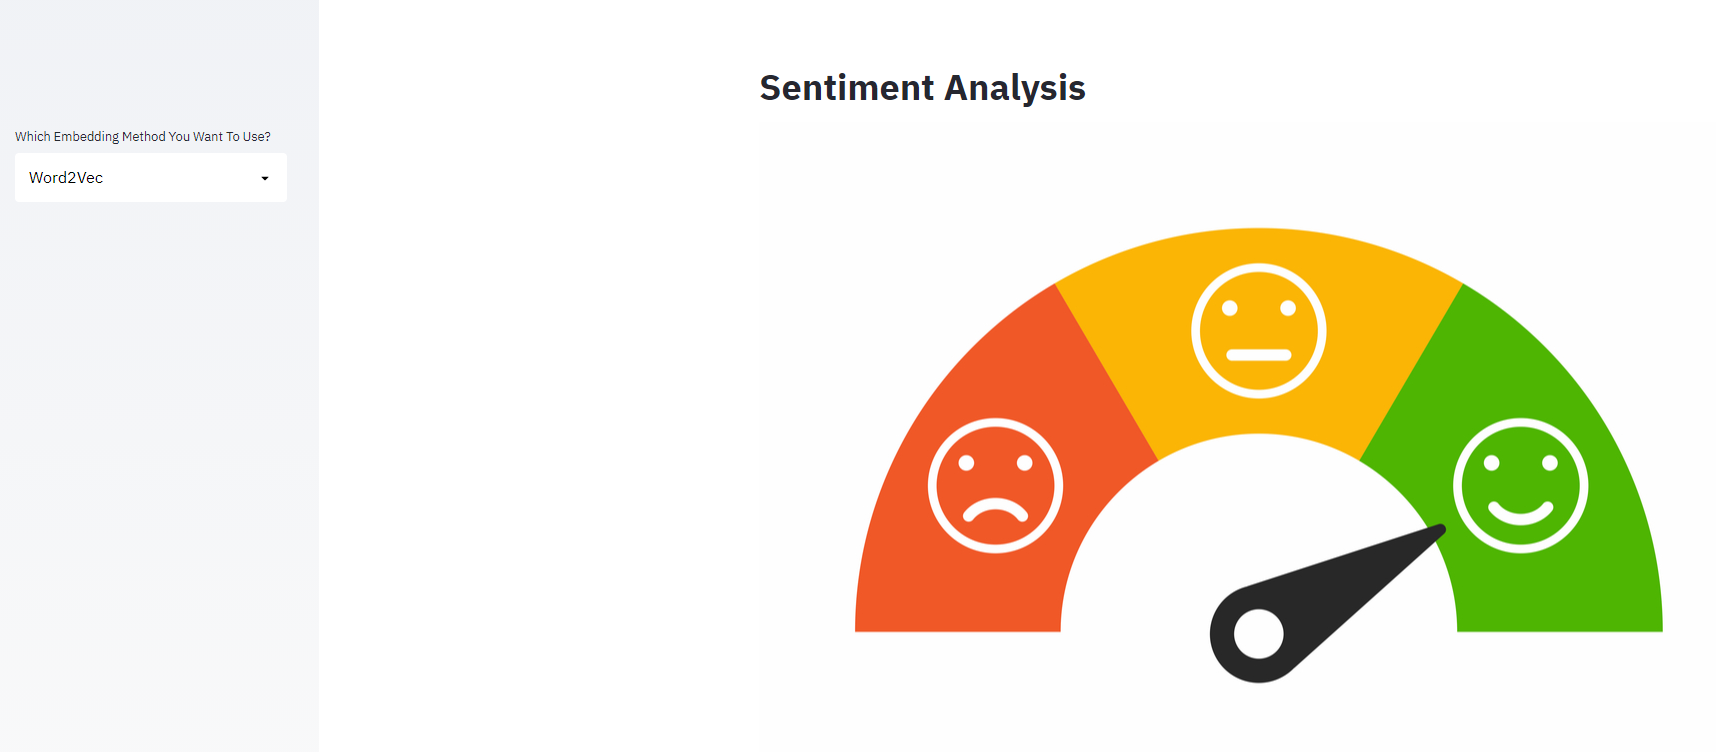 Sentiment Analysis
Which Embedding Method You Want To Use?
Word2Vec